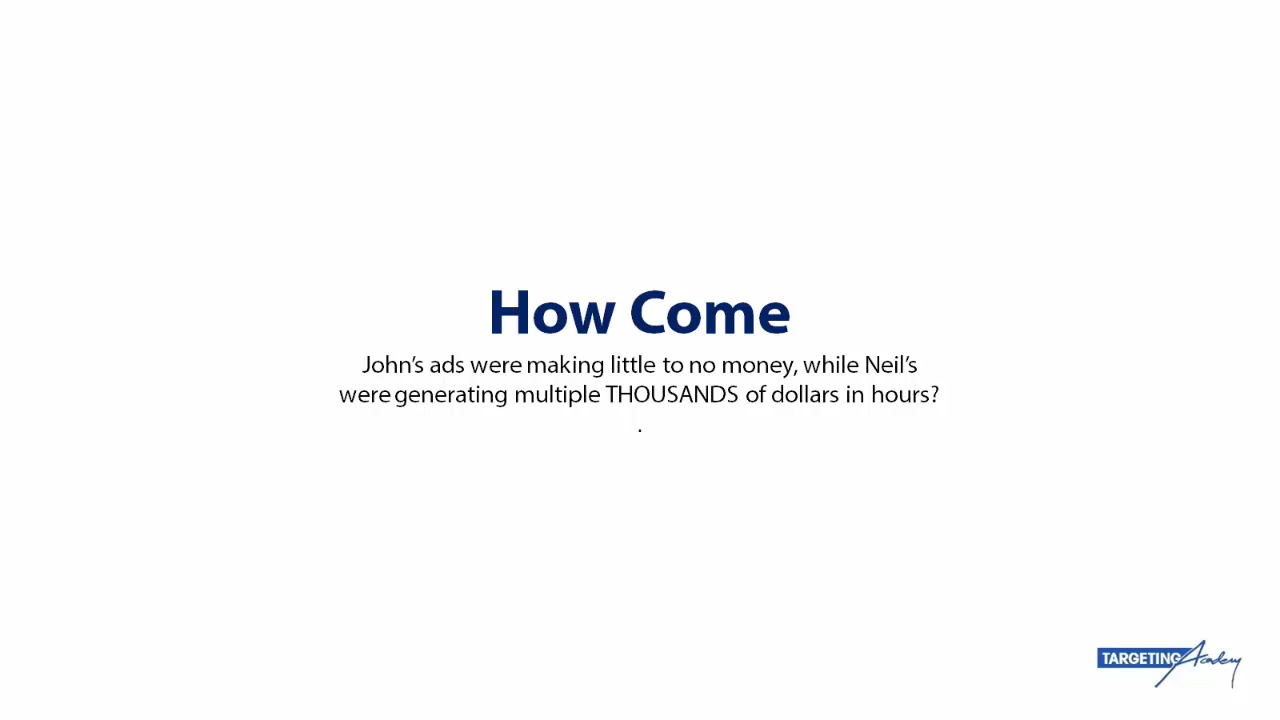 How Come
John’s ads were making little to no money, while Neil’s
were generating multiple THOUSANDS of dollars in hours?
.
TARGETING Academy